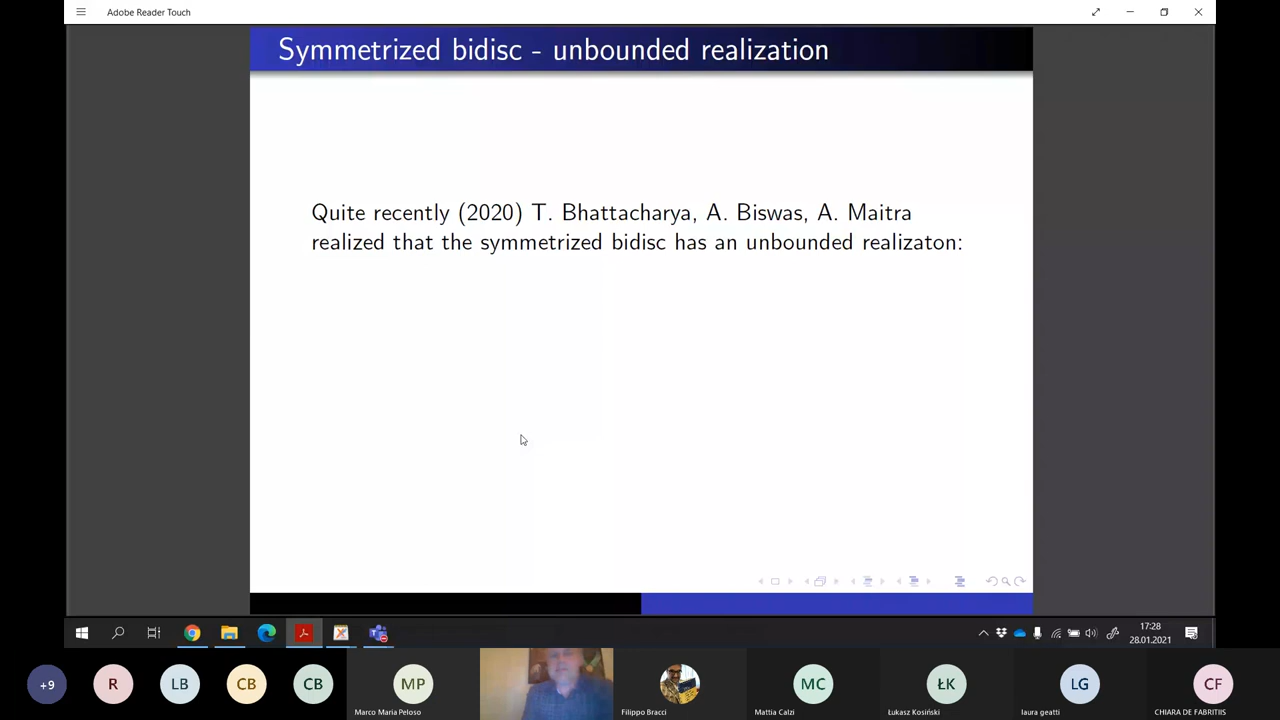 Adobe Reader Touch
Symmetrized bidisc - unbounded realization
Quite recently (2020) T. Bhattacharya, A. Biswas, A. Maitra
realized that the symmetrized bidisc has an unbounded realizaton:
17:28
28.01.2021
+9
R
LB
CB
CB
MP
MC
ŁK
LG
CF
Marco Maria Peloso
Filippo Bracci
Mattia Calzi
Łukasz Kosiński
laura geatti
CHIARA DE FABRITIIS